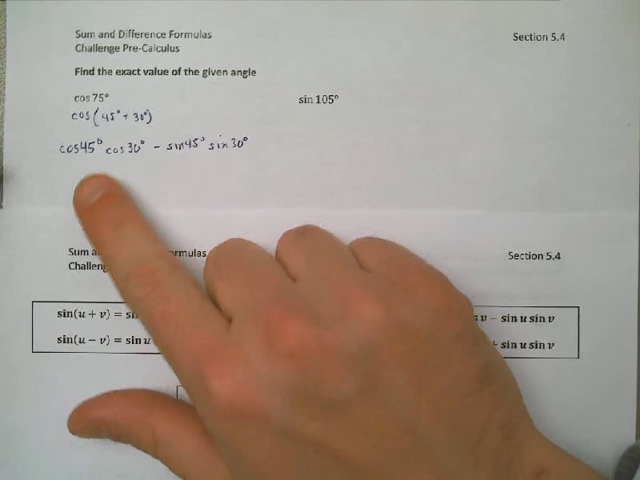 Sum and Difference Formulas
Section 5.4
Challenge Pre-Calculus
Find the exact value of the given angle
cos 75°
sin 105°
cos(45° + 30°)
cos45° cos30° - sin45° sin30°
Sum rmulas
Section 5.4
Challeng
sin(u + v) = si v − sin u sin v
sin(u − v) = sin u sin u sin v